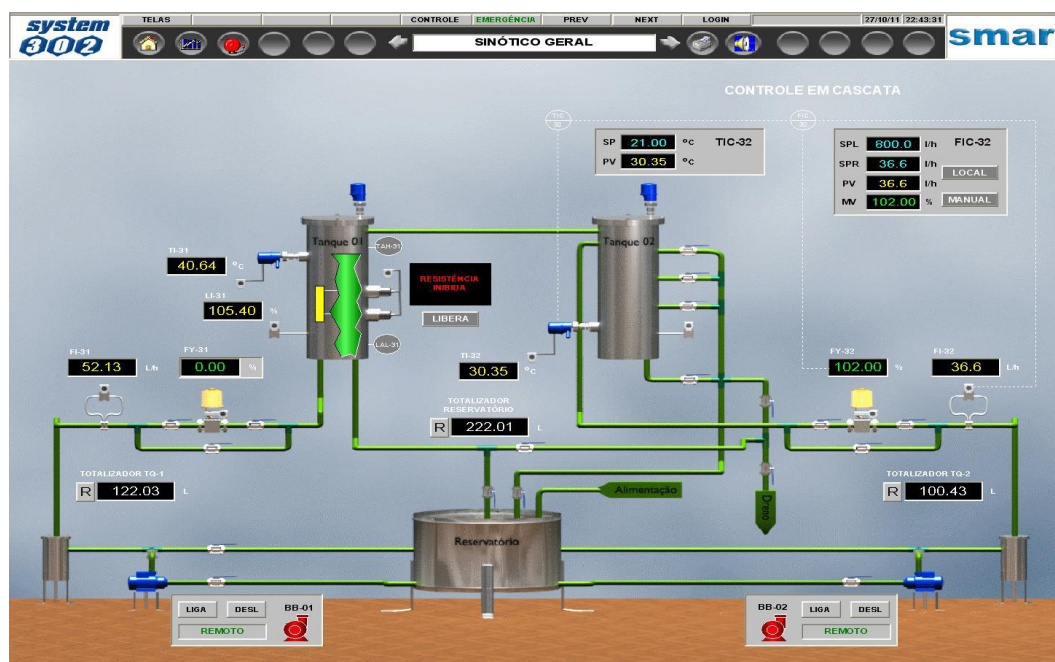 system
302
TELAS
CONTROLE
EMERGÊNCIA
PREV
NEXT
LOGIN
27/10/11 22:43:31
SINÓTICO GERAL
smar
CONTROLE EM CASCATA
TIC
32
FIC
32
SP 21.00 ºC TIC-32
PV 30.35 ºC
SPL 800.0 l/h FIC-32
SPR 36.6 l/h
LOCAL
PV 36.6 l/h
MV 102.00 % MANUAL
Tanque 01
TAH-31
Tanque 02
TI-31
40.64 ºC
RESISTÊNCIA
INIBIDA
LIBERA
LI-31
105.40 %
LAL-31
FI-31
52.13 L/h
FY-31
0.00 %
TI-32
30.35 ºC
FY-32
102.00 %
FI-32
36.6 L/h
TOTALIZADOR
RESERVATÓRIO
R 222.01 L
TOTALIZADOR TQ-1
R 122.03 L
TOTALIZADOR TQ-2
R 100.43 L
Alimentação
Dreno
Reservatório
LIGA DESL BB-01
REMOTO
BB-02 LIGA DESL
REMOTO